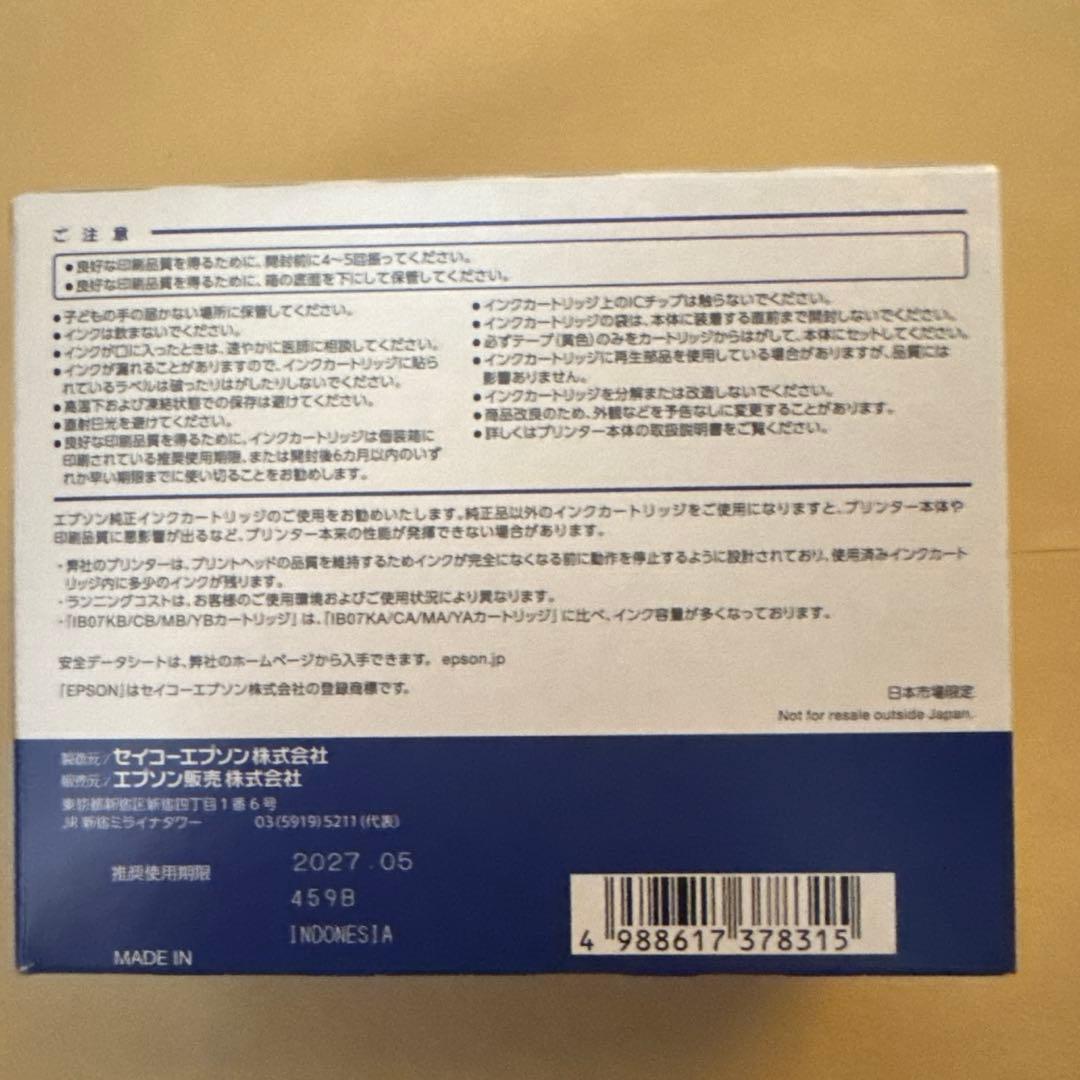 ご注意
●良好な印刷品質を得るために、開封前に4〜5回振ってください。
●良好な印刷品質を得るために、箱の底面を下にして保管してください。
●子どもの手の届かない場所に保管してください。
●インクは飲まないでください。
●インクが口に入ったときは、速やかに医師に相談してください。
●インクが漏れることがありますので、インクカートリッジに貼ら
れているラベルは破ったりはがしたりしないでください。
●高温下および凍結状態での保存は避けてください。
●直射日光を避けてください。
●良好な印刷品質を得るために、インクカートリッジは個装箱に
印刷されている推奨使用期限、または開封後6カ月以内のいず
れか早い期限までに使い切ることをお勧めします。
●インクカートリッジ上のICチップは触らないでください。
●インクカートリッジの袋は、本体に装着する直前まで開封しないでください。
●必ずテープ(黄色)のみをカートリッジからはがして、本体にセットしてください。
●インクカートリッジに再生部品を使用している場合がありますが、品質には
影響ありません。
●インクカートリッジを分解または改造しないでください。
●商品改良のため、外観などを予告なしに変更することがあります。
●詳しくはプリンター本体の取扱説明書をご覧ください。
エプソン純正インクカートリッジのご使用をお勧めいたします。純正品以外のインクカートリッジをご使用になりますと、プリンター本体や
印刷品質に悪影響が出るなど、プリンター本来の性能が発揮できない場合があります。
・弊社のプリンターは、プリントヘッドの品質を維持するためインクが完全になくなる前に動作を停止するように設計されており、使用済みインクカート
リッジ内に多少のインクが残ります。
・ランニングコストは、お客様のご使用環境およびご使用状況により異なります。
・「IB07KB/CB/MB/YBカートリッジ」は、「IB07KA/CA/MA/YAカートリッジ」に比べ、インク容量が多くなっております。
安全データシートは、弊社のホームページから入手できます。 epson.jp
「EPSON」はセイコーエプソン株式会社の登録商標です。
日本市場限定
Not for resale outside Japan.
製造元/セイコーエプソン株式会社
販売元/エプソン販売株式会社
東京都新宿区新宿四丁目1番6号
JR新宿ミライナタワー 03(5919)5211(代表)
推奨使用期限 2027.05
459B
INDONESIA
MADE IN
4 988617 378315